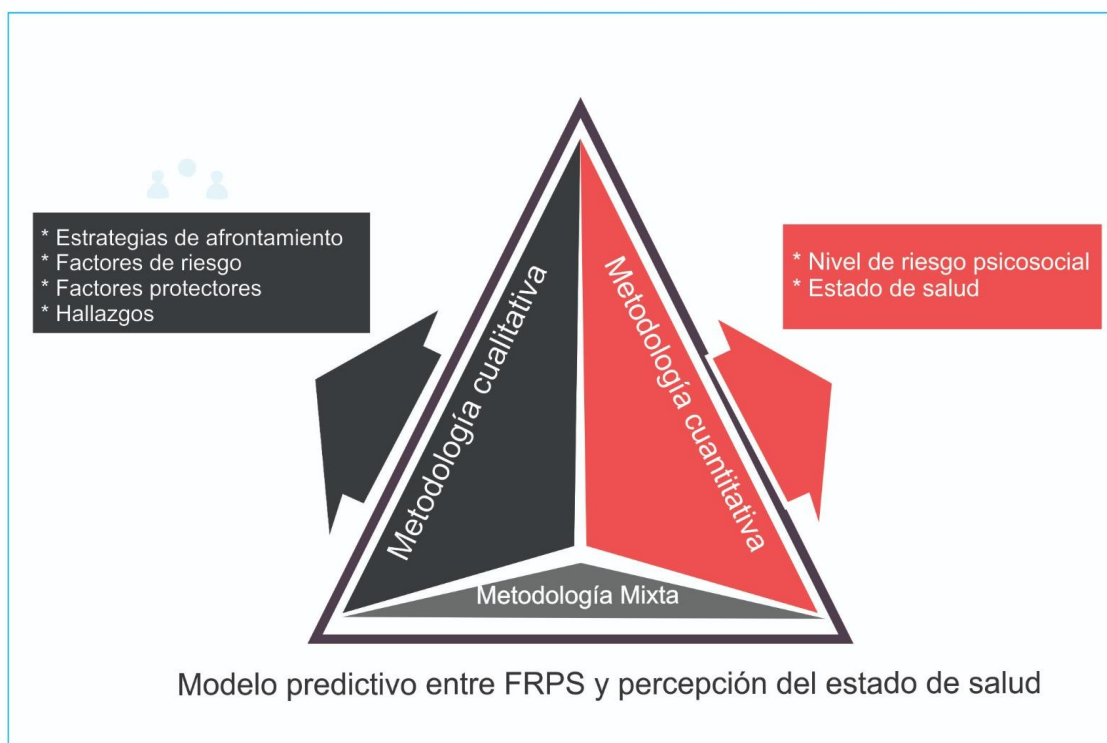 * Estrategias de afrontamiento
* Factores de riesgo
* Factores protectores
* Hallazgos
Metodología cualitativa
Metodología cuantitativa
* Nivel de riesgo psicosocial
* Estado de salud
Metodología Mixta
Modelo predictivo entre FRPS y percepción del estado de salud